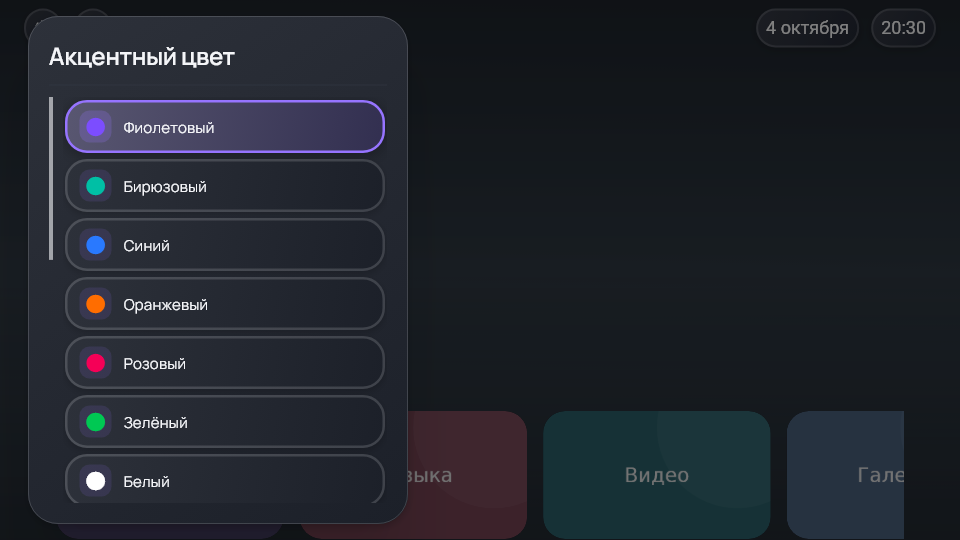 Акцентный цвет
4 октября
20:30
Фиолетовый
Бирюзовый
Синий
Оранжевый
Розовый
Зелёный
Белый
Видео